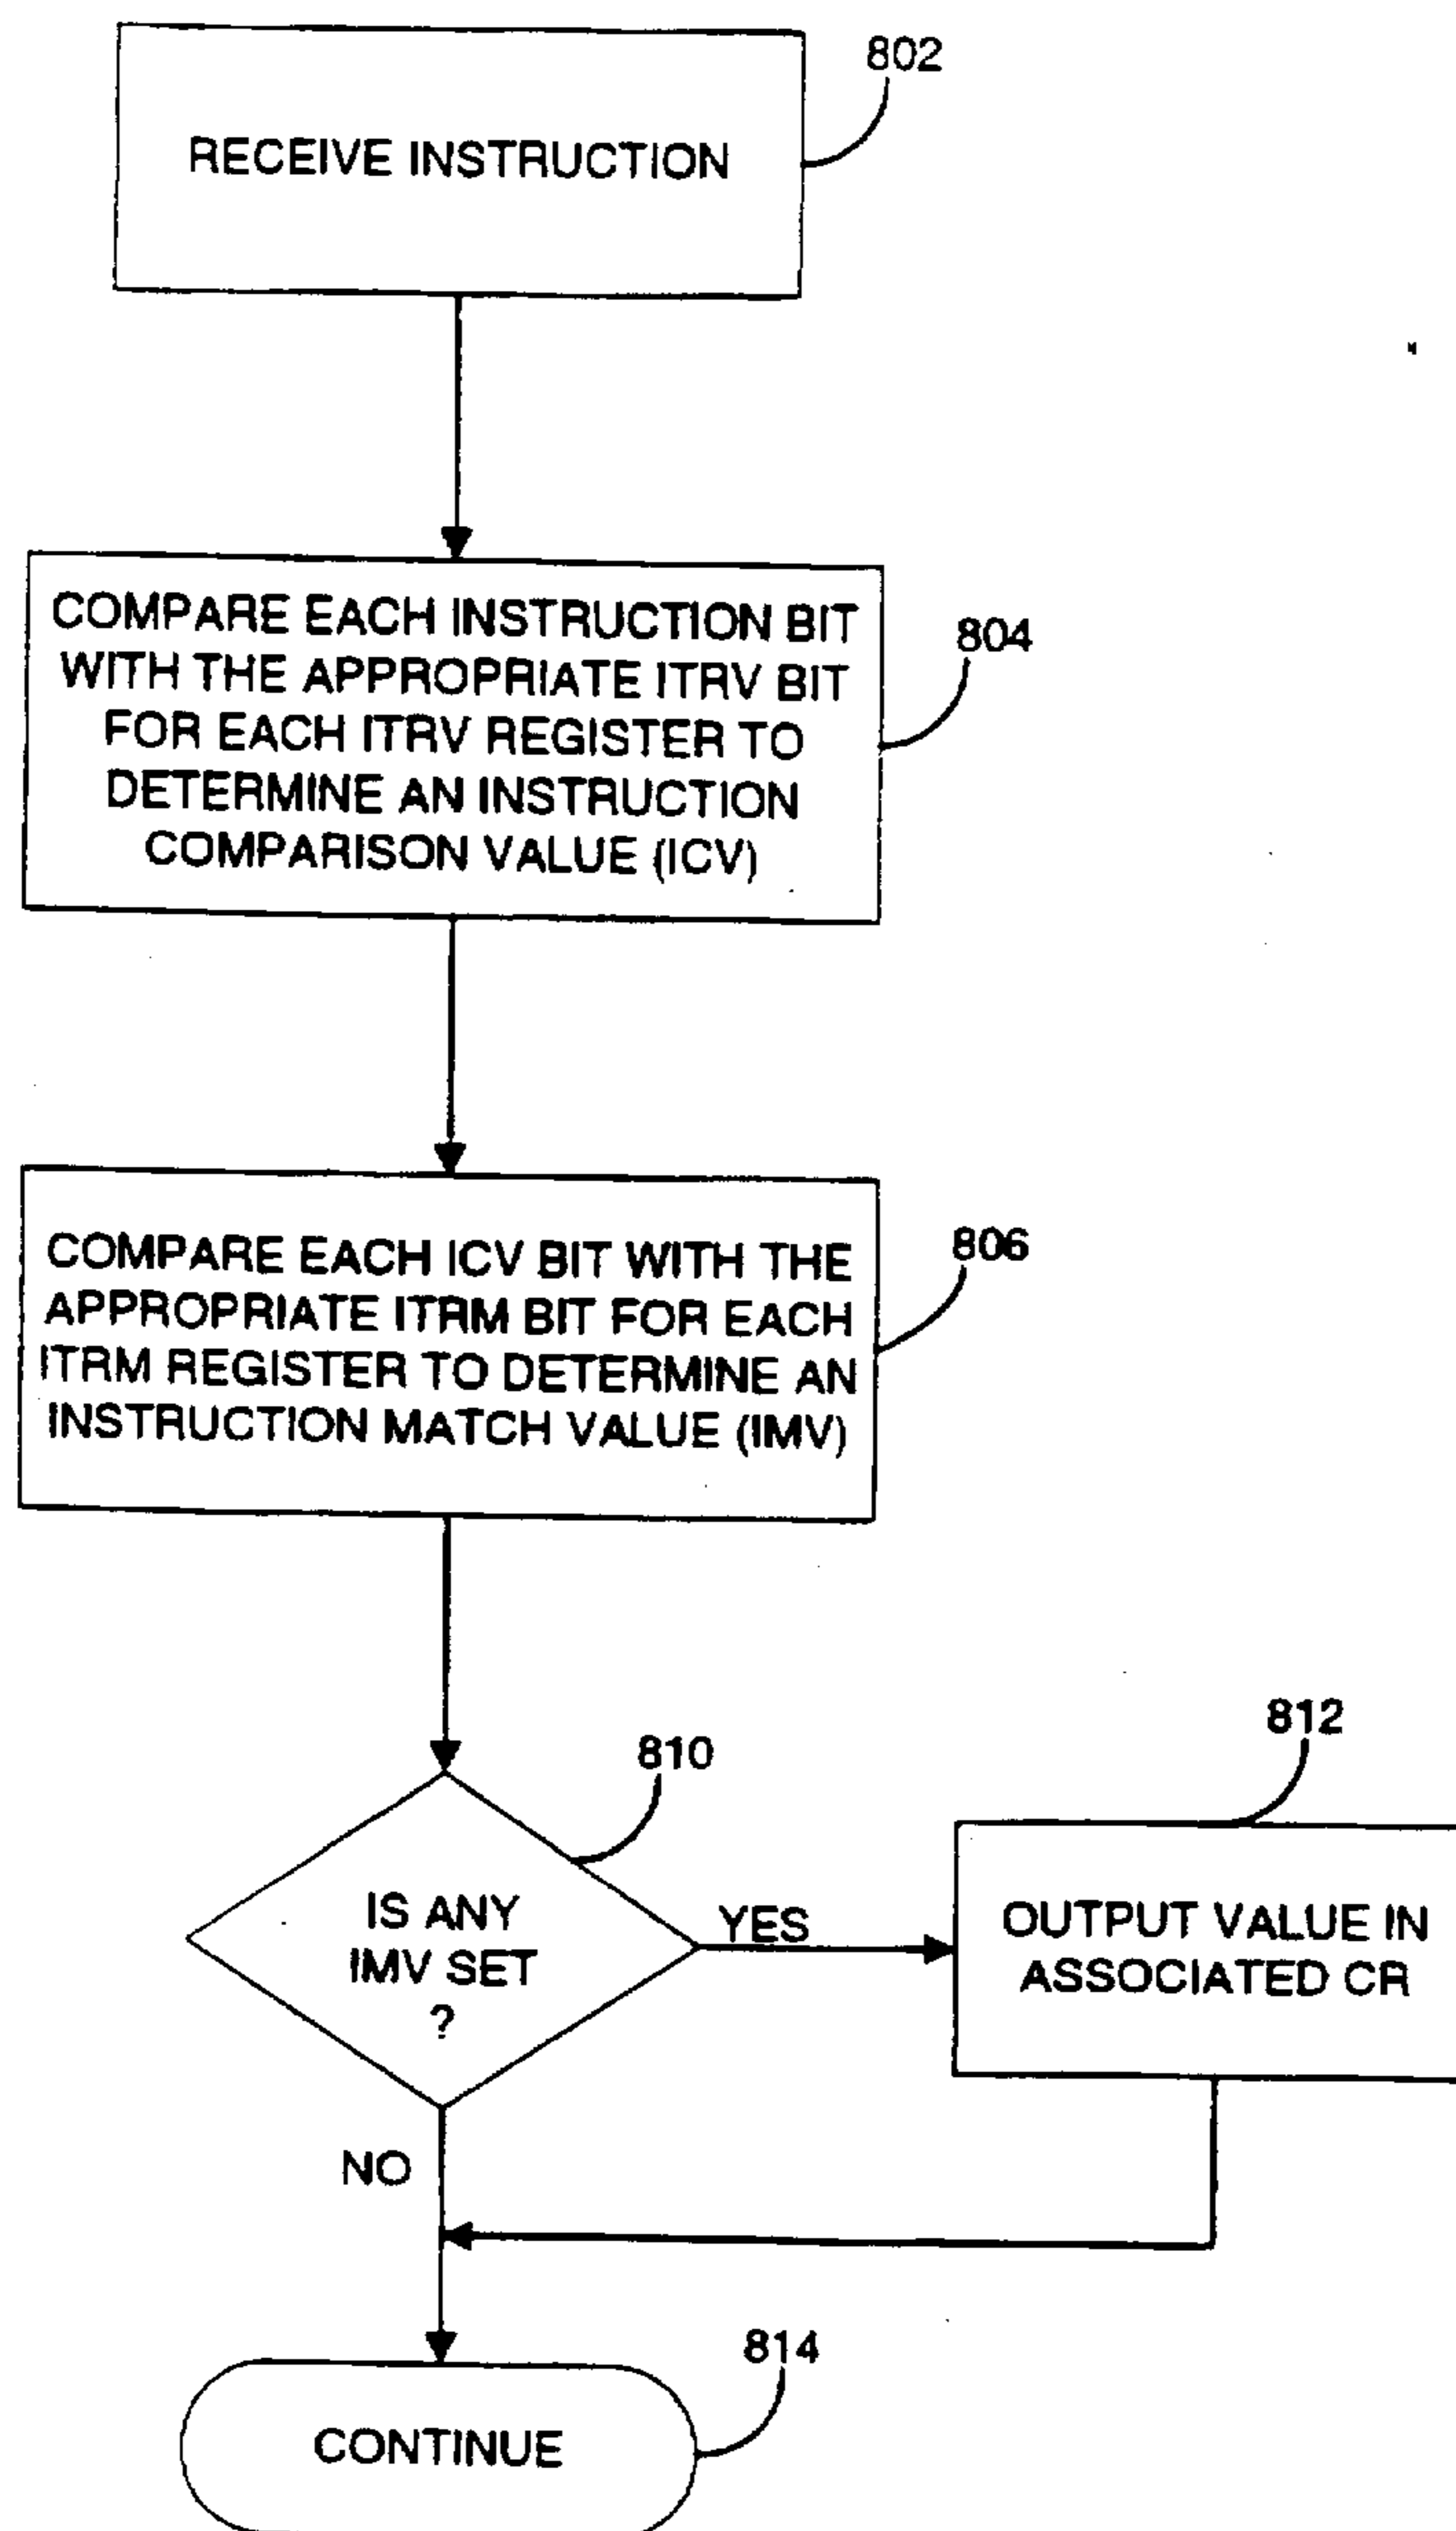 802
RECEIVE INSTRUCTION
804
COMPARE EACH INSTRUCTION BIT
WITH THE APPROPRIATE ITRV BIT
FOR EACH ITRV REGISTER TO
DETERMINE AN INSTRUCTION
COMPARISON VALUE (ICV)
806
COMPARE EACH ICV BIT WITH THE
APPROPRIATE ITRM BIT FOR EACH
ITRM REGISTER TO DETERMINE AN
INSTRUCTION MATCH VALUE (IMV)
810
IS ANY
IMV SET
?
YES
812
OUTPUT VALUE IN
ASSOCIATED CR
NO
814
CONTINUE